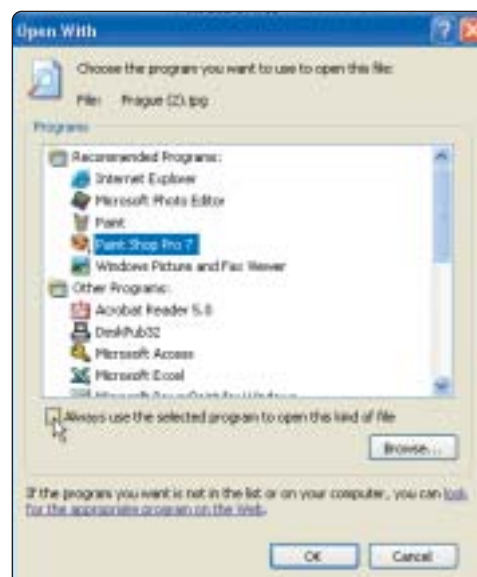 Open With
Choose the program you want to use to open this file:
File: Prague (2).jpg
Programs
Recommended Programs:
Internet Explorer
Microsoft Photo Editor
Paint
Paint Shop Pro 7
Windows Picture and Fax Viewer
Other Programs:
Acrobat Reader 5.0
DeskPub32
Microsoft Access
Microsoft Excel
Always use the selected program to open this kind of file
Browse...
If the program you want is not in the list or on your computer, you can look
for the appropriate program on the Web.
OK Cancel